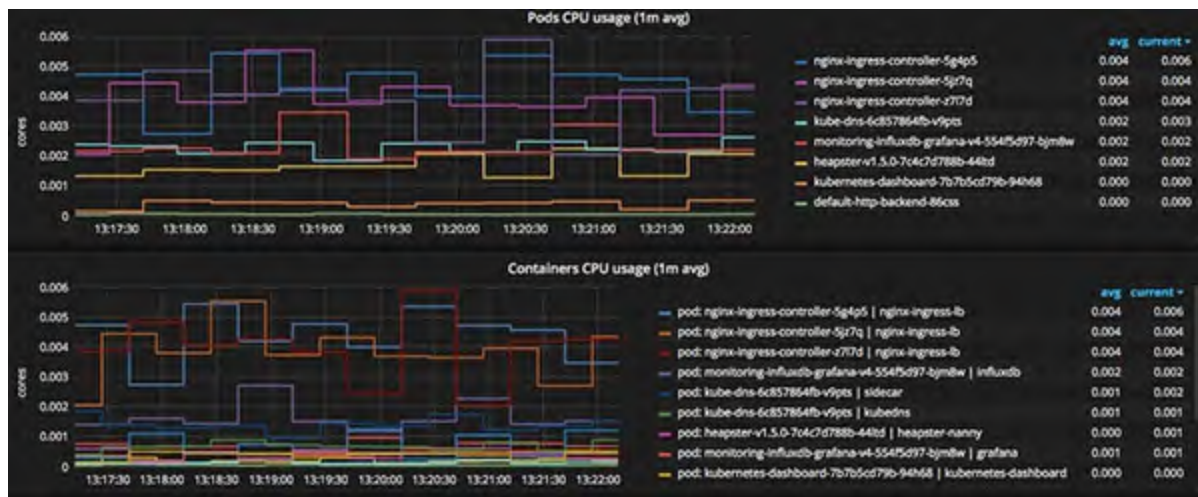 Pods CPU usage (1m avg)
cores
0.006
0.005
0.004
0.003
0.002
0.001
0
13:17:30 13:18:00 13:18:30 13:19:00 13:19:30 13:20:00 13:20:30 13:21:00 13:21:30 13:22:00
avg current
nginx-ingress-controller-5g4p5 0.004 0.006
nginx-ingress-controller-5jz7q 0.004 0.004
nginx-ingress-controller-z7l7d 0.004 0.004
kube-dns-6c857864fb-v9pts 0.002 0.003
monitoring-influxdb-grafana-v4-554f5d97-bjm8w 0.002 0.002
heapster-v1.5.0-7c4c7d788b-44ltd 0.002 0.002
kubernetes-dashboard-7b7b5cd79b-94h68 0.000 0.000
default-http-backend-86css 0.000 0.000
Containers CPU usage (1m avg)
cores
0.006
0.005
0.004
0.003
0.002
0.001
0
13:17:30 13:18:00 13:18:30 13:19:00 13:19:30 13:20:00 13:20:30 13:21:00 13:21:30 13:22:00
avg current
pod: nginx-ingress-controller-5g4p5 | nginx-ingress-lb 0.004 0.006
pod: nginx-ingress-controller-5jz7q | nginx-ingress-lb 0.004 0.004
pod: nginx-ingress-controller-z7l7d | nginx-ingress-lb 0.004 0.004
pod: monitoring-influxdb-grafana-v4-554f5d97-bjm8w | influxdb 0.002 0.002
pod: kube-dns-6c857864fb-v9pts | sidecar 0.001 0.002
pod: kube-dns-6c857864fb-v9pts | kubedns 0.001 0.001
pod: heapster-v1.5.0-7c4c7d788b-44ltd | heapster-nanny 0.000 0.001
pod: monitoring-influxdb-grafana-v4-554f5d97-bjm8w | grafana 0.001 0.001
pod: kubernetes-dashboard-7b7b5cd79b-94h68 | kubernetes-dashboard 0.000 0.000